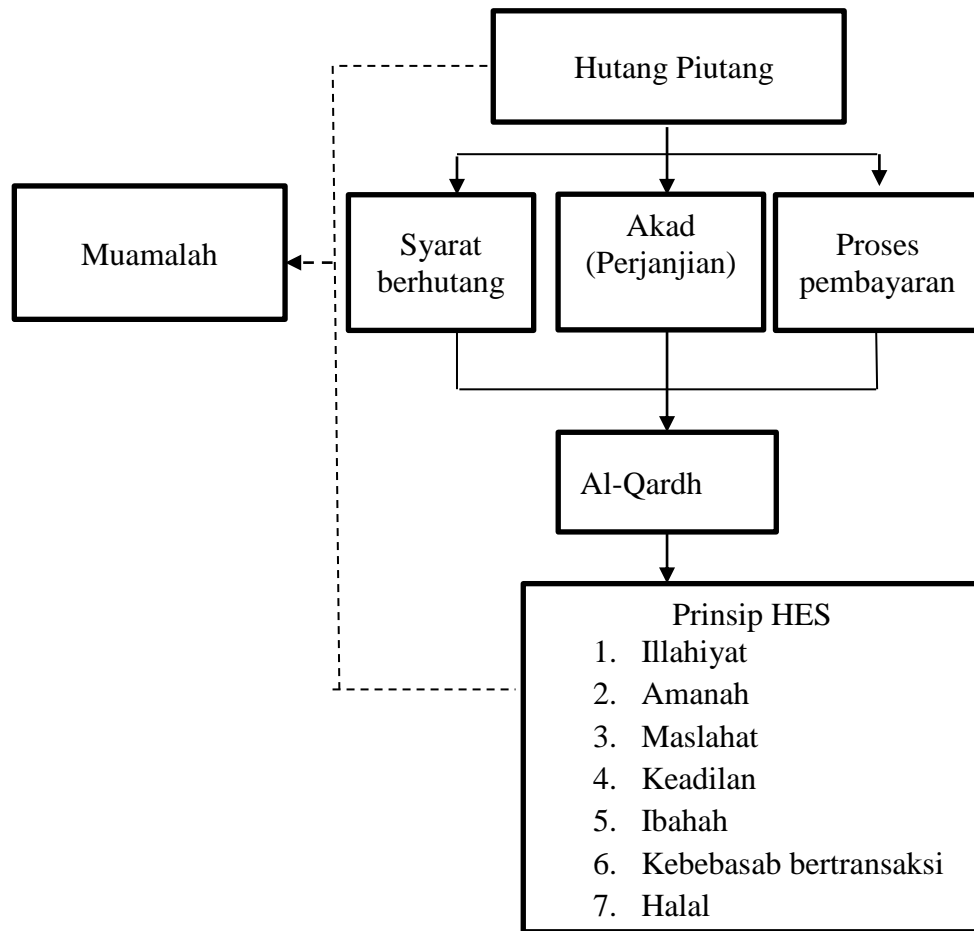 Hutang Piutang
Muamalah
Syarat
berhutang
Akad
(Perjanjian)
Proses
pembayaran
Al-Qardh
Prinsip HES
1. Illahiyat
2. Amanah
3. Maslahat
4. Keadilan
5. Ibahah
6. Kebebasab bertransaksi
7. Halal